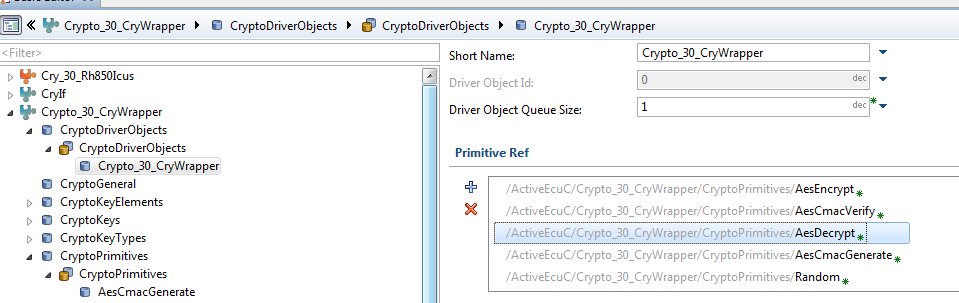 Crypto_30_CryWrapper CryptoDriverObjects CryptoDriverObjects Crypto_30_CryWrapper
<Filter>
Cry_30_Rh850Icus
CryIf
Crypto_30_CryWrapper
CryptoDriverObjects
CryptoDriverObjects
Crypto_30_CryWrapper
CryptoGeneral
CryptoKeyElements
CryptoKeys
CryptoKeyTypes
CryptoPrimitives
CryptoPrimitives
AesCmacGenerate
Short Name: Crypto_30_CryWrapper
Driver Object Id: 0 dec
Driver Object Queue Size: 1 dec
Primitive Ref
/ActiveEcuC/Crypto_30_CryWrapper/CryptoPrimitives/AesEncrypt
/ActiveEcuC/Crypto_30_CryWrapper/CryptoPrimitives/AesCmacVerify
/ActiveEcuC/Crypto_30_CryWrapper/CryptoPrimitives/AesDecrypt
/ActiveEcuC/Crypto_30_CryWrapper/CryptoPrimitives/AesCmacGenerate
/ActiveEcuC/Crypto_30_CryWrapper/CryptoPrimitives/Random